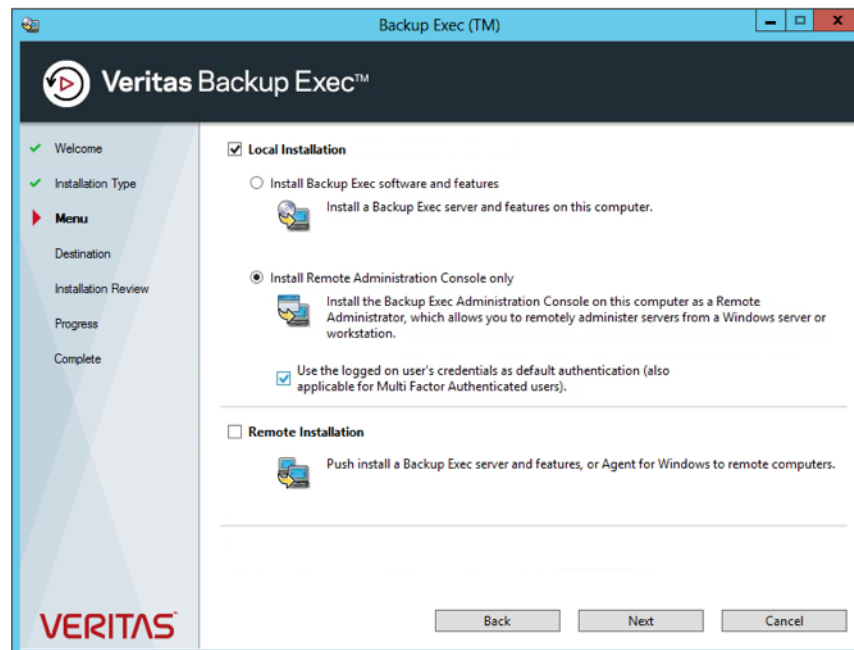 Backup Exec (TM)
Veritas Backup Exec™
Welcome
Installation Type
Menu
Destination
Installation Review
Progress
Complete
Local Installation
Install Backup Exec software and features
Install a Backup Exec server and features on this computer.
Install Remote Administration Console only
Install the Backup Exec Administration Console on this computer as a Remote
Administrator, which allows you to remotely administer servers from a Windows server or
workstation.
Use the logged on user's credentials as default authentication (also
applicable for Multi Factor Authenticated users).
Remote Installation
Push install a Backup Exec server and features, or Agent for Windows to remote computers.
VERITAS™
Back
Next
Cancel